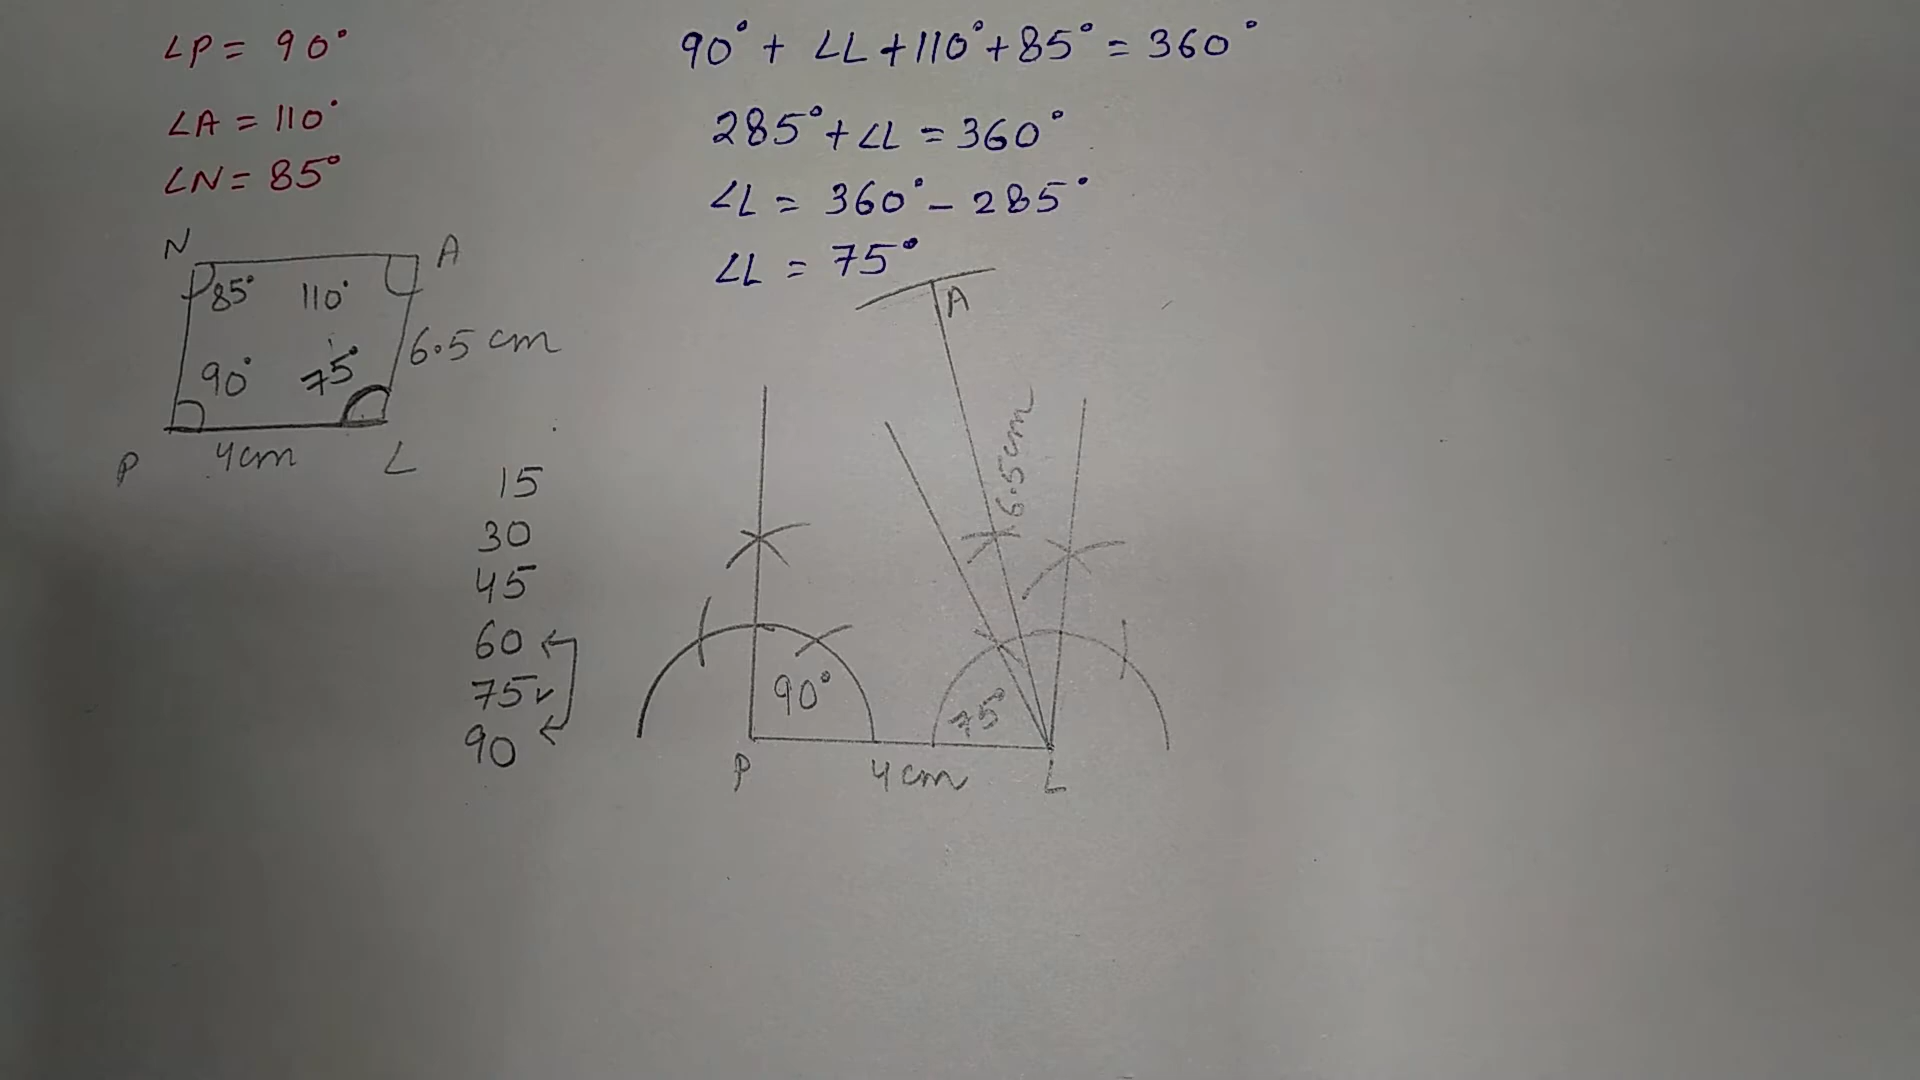 ∠P = 90°
∠A = 110°
∠N = 85°
90° + ∠L + 110° + 85° = 360°
285° + ∠L = 360°
∠L = 360° - 285°
∠L = 75°
N
A
85°
110°
90°
75°
6.5 cm
P
4cm
L
15
30
45
60
75✓
90
A
6.5cm
90°
75°
P
4cm
L